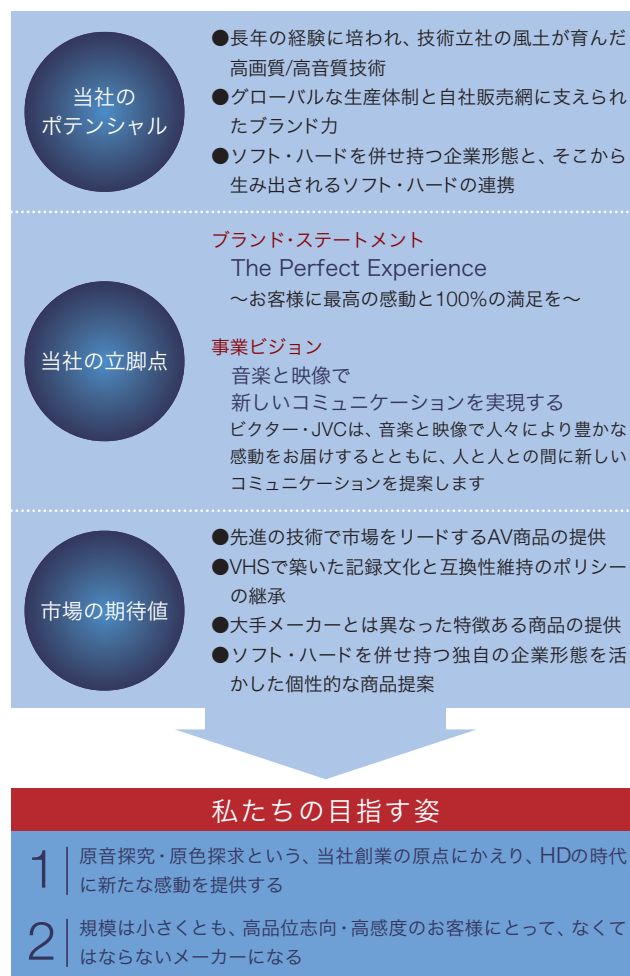 当社の
ポテンシャル
●長年の経験に培われ、技術立社の風土が育んだ
高画質/高音質技術
●グローバルな生産体制と自社販売網に支えられ
たブランド力
●ソフト・ハードを併せ持つ企業形態と、そこから
生み出されるソフト・ハードの連携
当社の立脚点
ブランド・ステートメント
The Perfect Experience
～お客様に最高の感動と100%の満足を～
事業ビジョン
音楽と映像で
新しいコミュニケーションを実現する
ビクター・JVCは、音楽と映像で人々により豊かな
感動をお届けするとともに、人と人との間に新しい
コミュニケーションを提案します
市場の期待値
●先進の技術で市場をリードするAV商品の提供
●VHSで築いた記録文化と互換性維持のポリシー
の継承
●大手メーカーとは異なった特徴ある商品の提供
●ソフト・ハードを併せ持つ独自の企業形態を活
かした個性的な商品提案
私たちの目指す姿
1 原音探究・原色探求という、当社創業の原点にかえり、HDの時代
に新たな感動を提供する
2 規模は小さくとも、高品位志向・高感度のお客様にとって、なくて
はならないメーカーになる